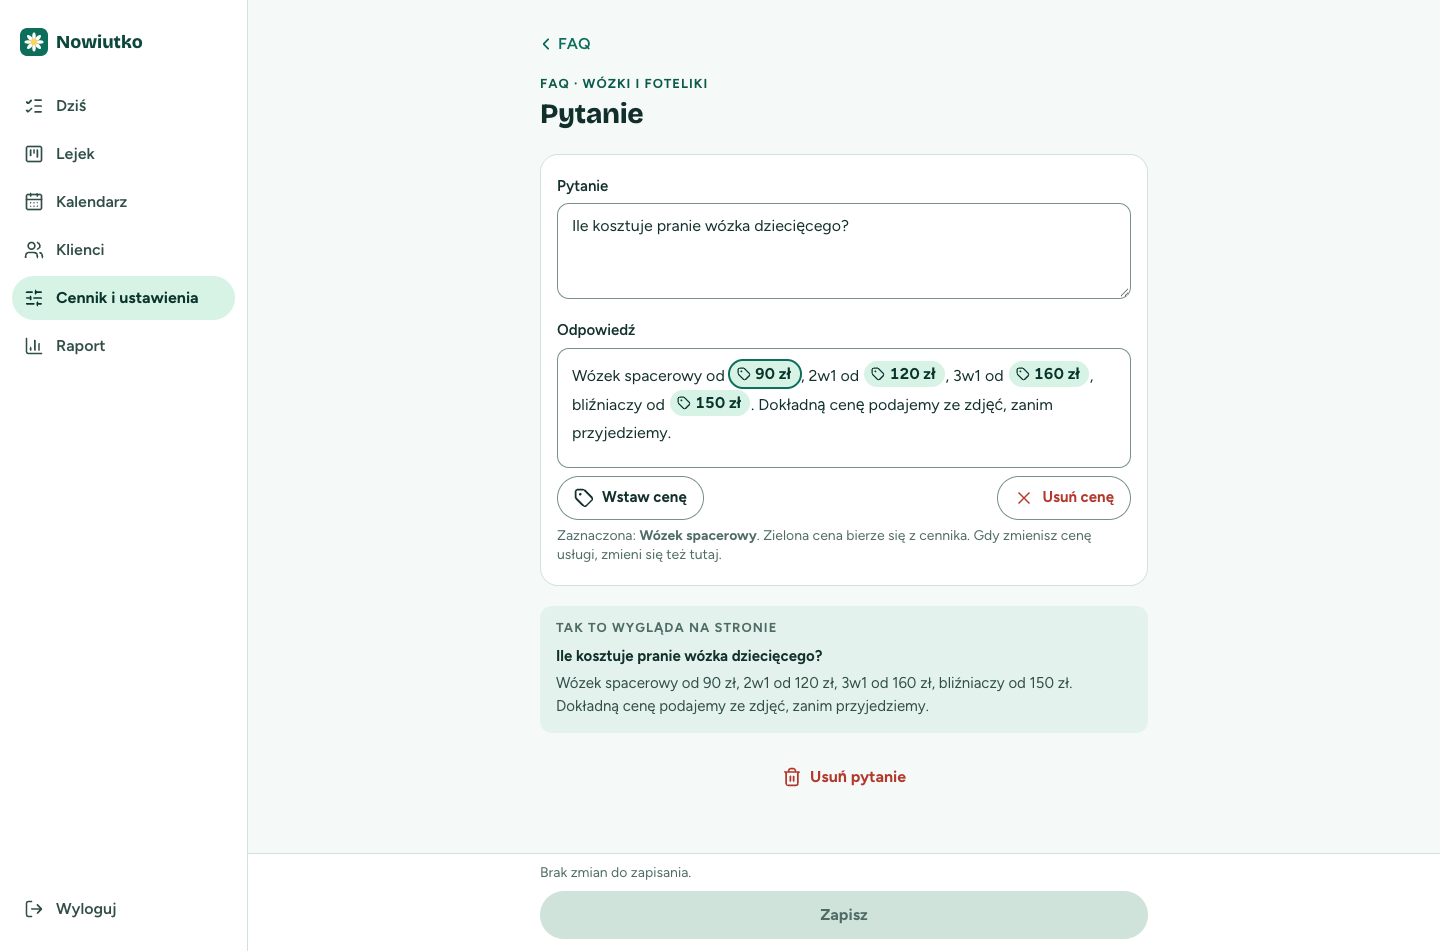 Nowiutko
Dziś
Lejek
Kalendarz
Klienci
Cennik i ustawienia
Raport
Wyloguj
FAQ
FAQ · WÓZKI I FOTELIKI
Pytanie
Pytanie
Ile kosztuje pranie wózka dziecięcego?
Odpowiedź
Wózek spacerowy od 90 zł, 2w1 od 120 zł, 3w1 od 160 zł,
bliźniaczy od 150 zł. Dokładną cenę podajemy ze zdjęć, zanim
przyjedziemy.
Wstaw cenę
Usuń cenę
Zaznaczona: Wózek spacerowy. Zielona cena bierze się z cennika. Gdy zmienisz cenę
usługi, zmieni się też tutaj.
TAK TO WYGLĄDA NA STRONIE
Ile kosztuje pranie wózka dziecięcego?
Wózek spacerowy od 90 zł, 2w1 od 120 zł, 3w1 od 160 zł, bliźniaczy od 150 zł.
Dokładną cenę podajemy ze zdjęć, zanim przyjedziemy.
Usuń pytanie
Brak zmian do zapisania.
Zapisz